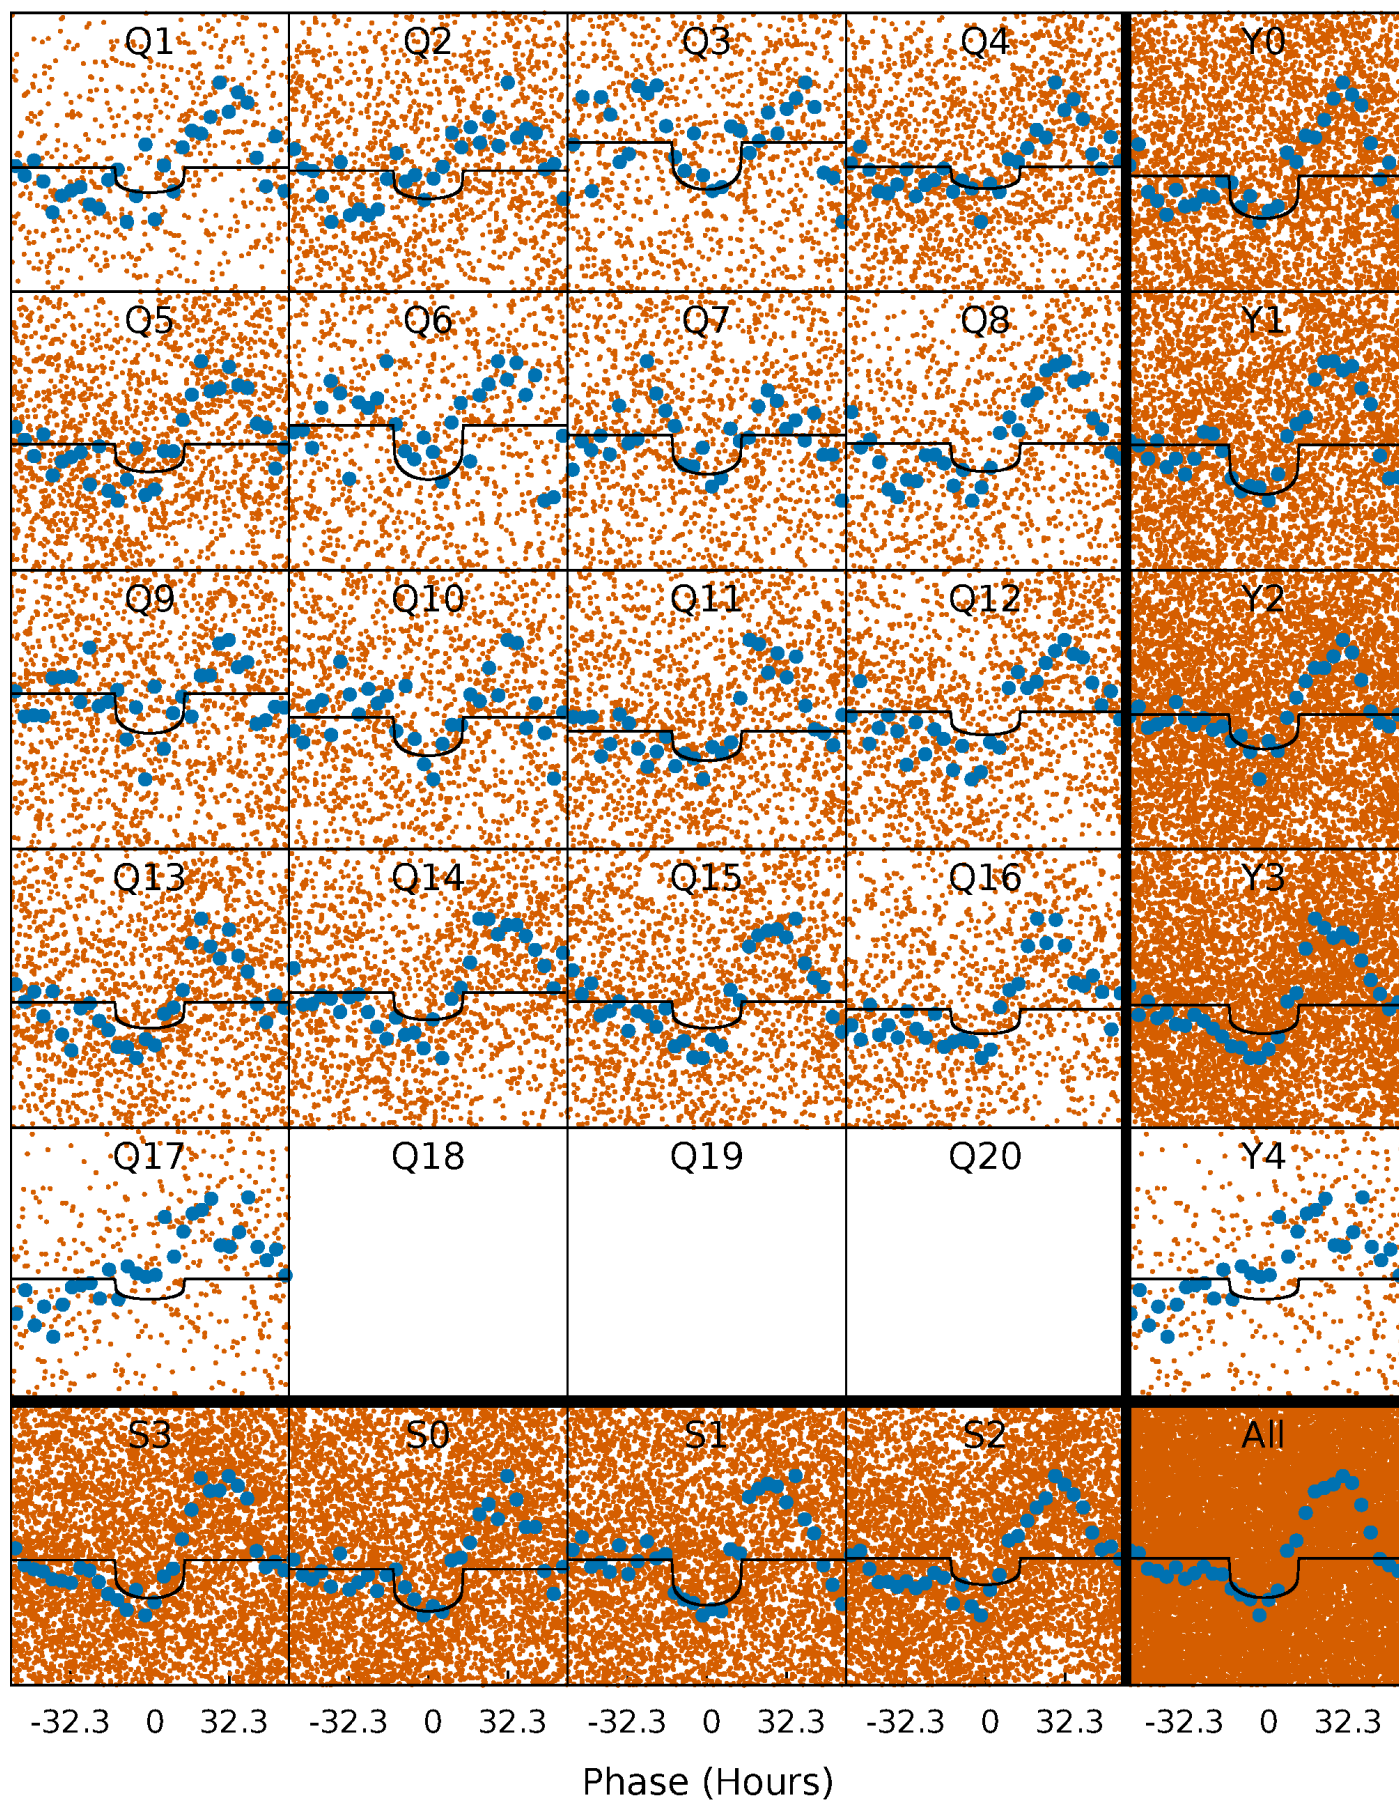 Q1 Q2 Q3 Q4 Y0
Q5 Q6 Q7 Q8 Y1
Q9 Q10 Q11 Q12 Y2
Q13 Q14 Q15 Q16 Y3
Q17 Q18 Q19 Q20 Y4
S3 S0 S1 S2 All
-32.3 0 32.3 -32.3 0 32.3 -32.3 0 32.3 -32.3 0 32.3 -32.3 0 32.3
Phase (Hours)